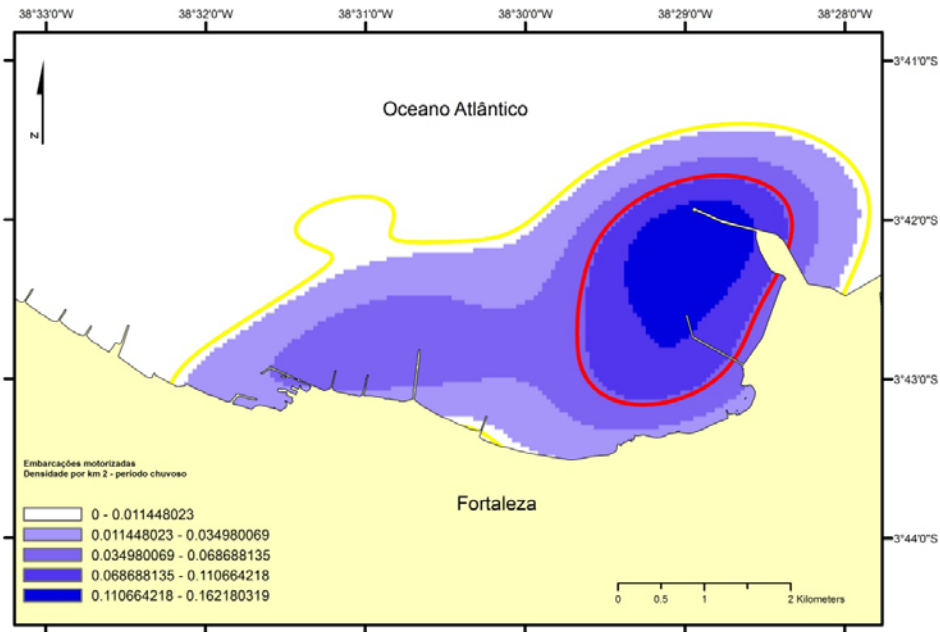 38°33'0"W 38°32'0"W 38°31'0"W 38°30'0"W 38°29'0"W 38°28'0"W
3°41'0"S
Oceano Atlântico
N
3°42'0"S
3°43'0"S
Embarcações motorizadas
Densidade por km 2 - período chuvoso
Fortaleza
0 - 0.011448023
0.011448023 - 0.034980069
3°44'0"S
0.034980069 - 0.068688135
0.068688135 - 0.110664218
0.110664218 - 0.162180319
0 0.5 1 2 Kilometers